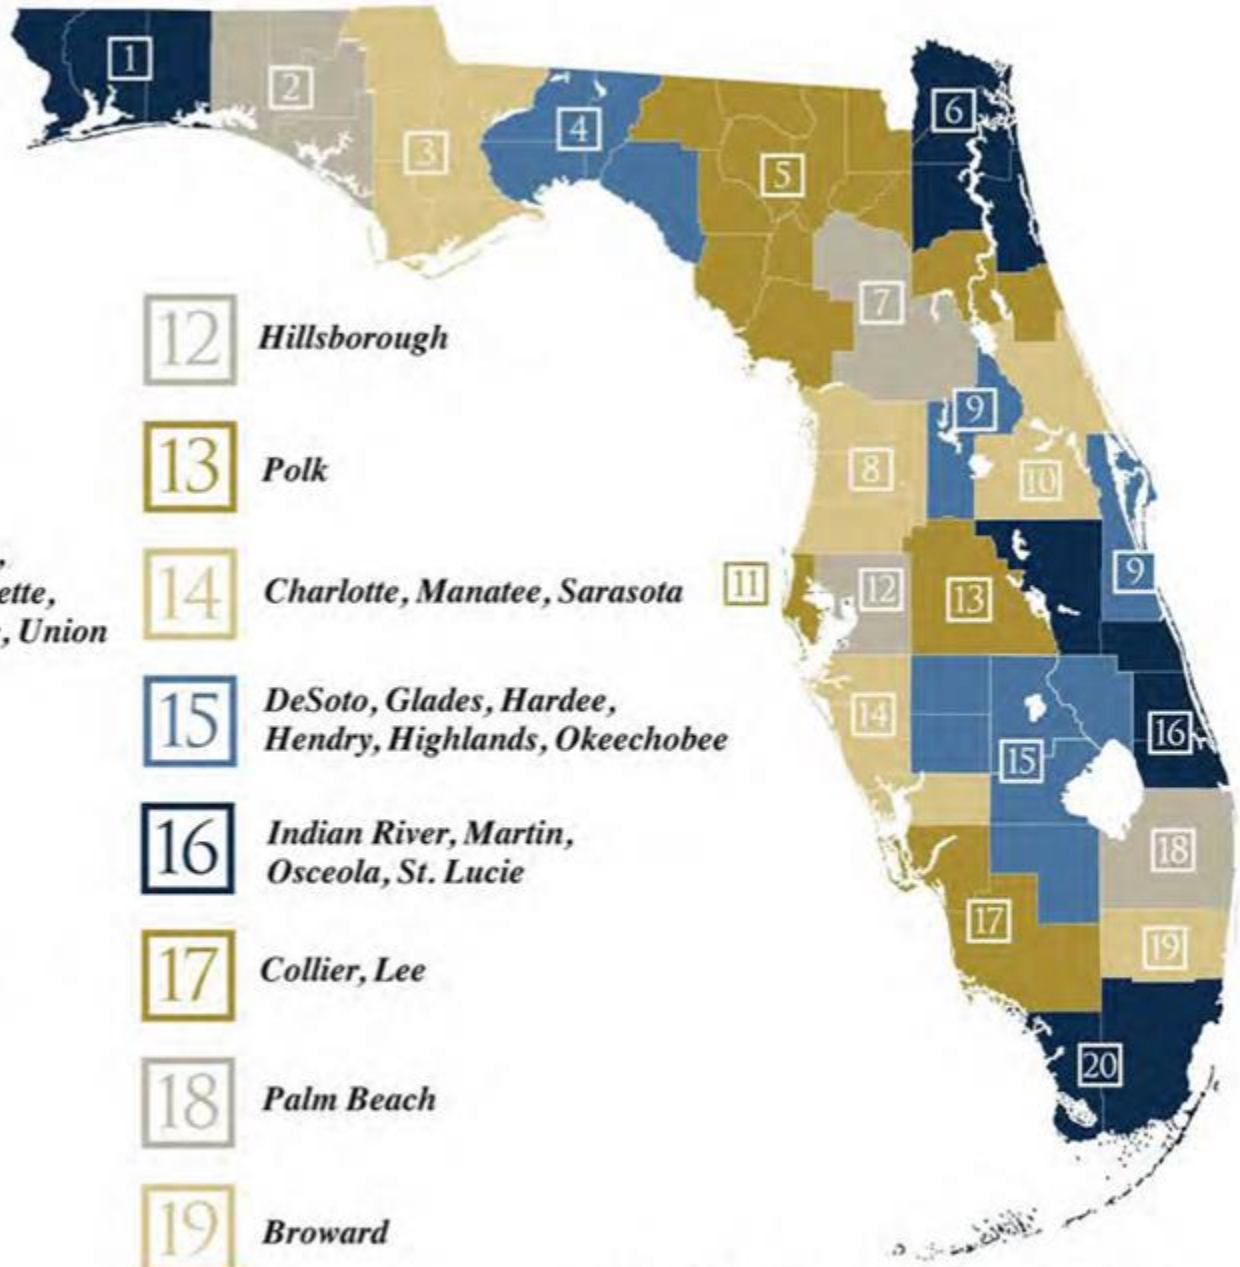 ,
ette,
, Union
12 Hillsborough
13 Polk
14 Charlotte, Manatee, Sarasota
15 DeSoto, Glades, Hardee,
Hendry, Highlands, Okeechobee
16 Indian River, Martin,
Osceola, St. Lucie
17 Collier, Lee
18 Palm Beach
19 Broward
1
2
3
4
5
6
7
8
9
10
11
12
13
9
14
15
16
17
18
19
20